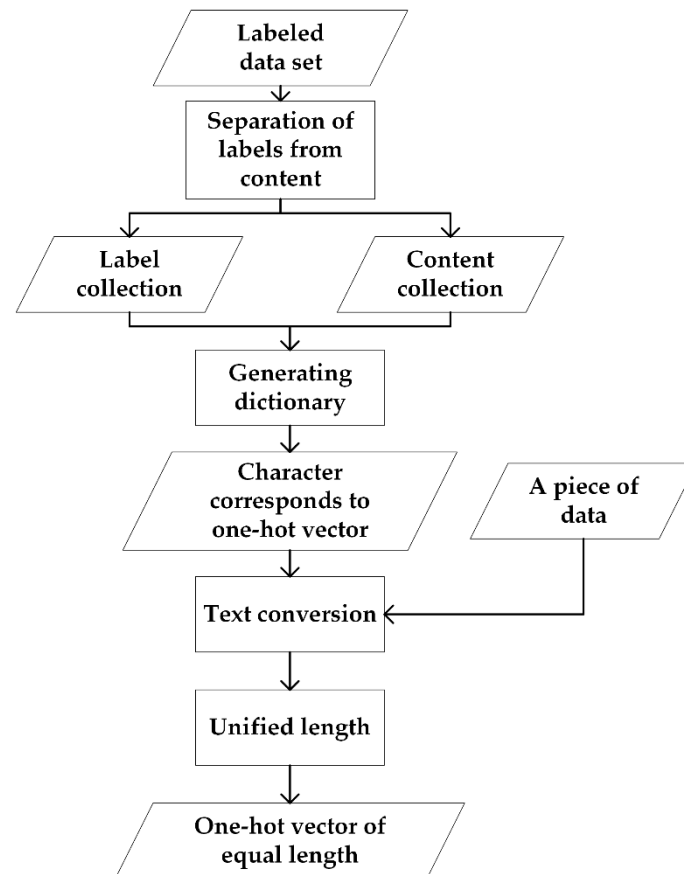 Labeled
data set
Separation of
labels from
content
Label
collection
Content
collection
Generating
dictionary
Character
corresponds to
one-hot vector
A piece of
data
Text conversion
Unified length
One-hot vector of
equal length